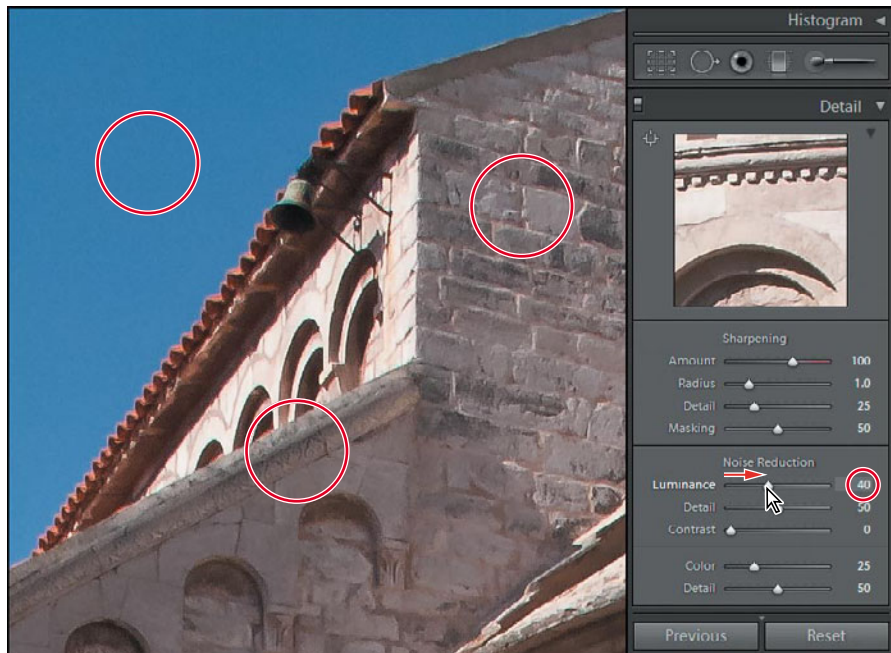 Histogram
Detail
Sharpening
Amount 100
Radius 1.0
Detail 25
Masking 50
Noise Reduction
Luminance 40
Detail 50
Contrast 0
Color 25
Detail 50
Previous Reset